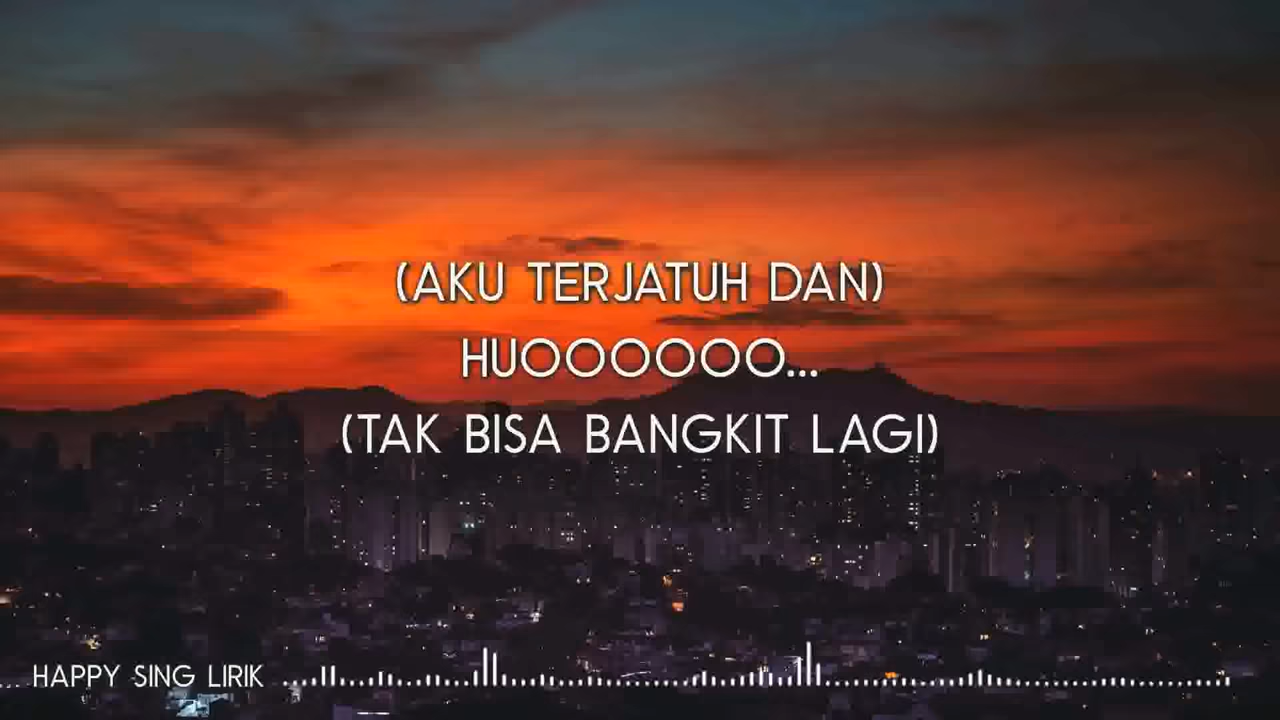 (AKU TERJATUH DAN)
HUOOOOOO...
(TAK BISA BANGKIT LAGI)
HAPPY SING LIRIK